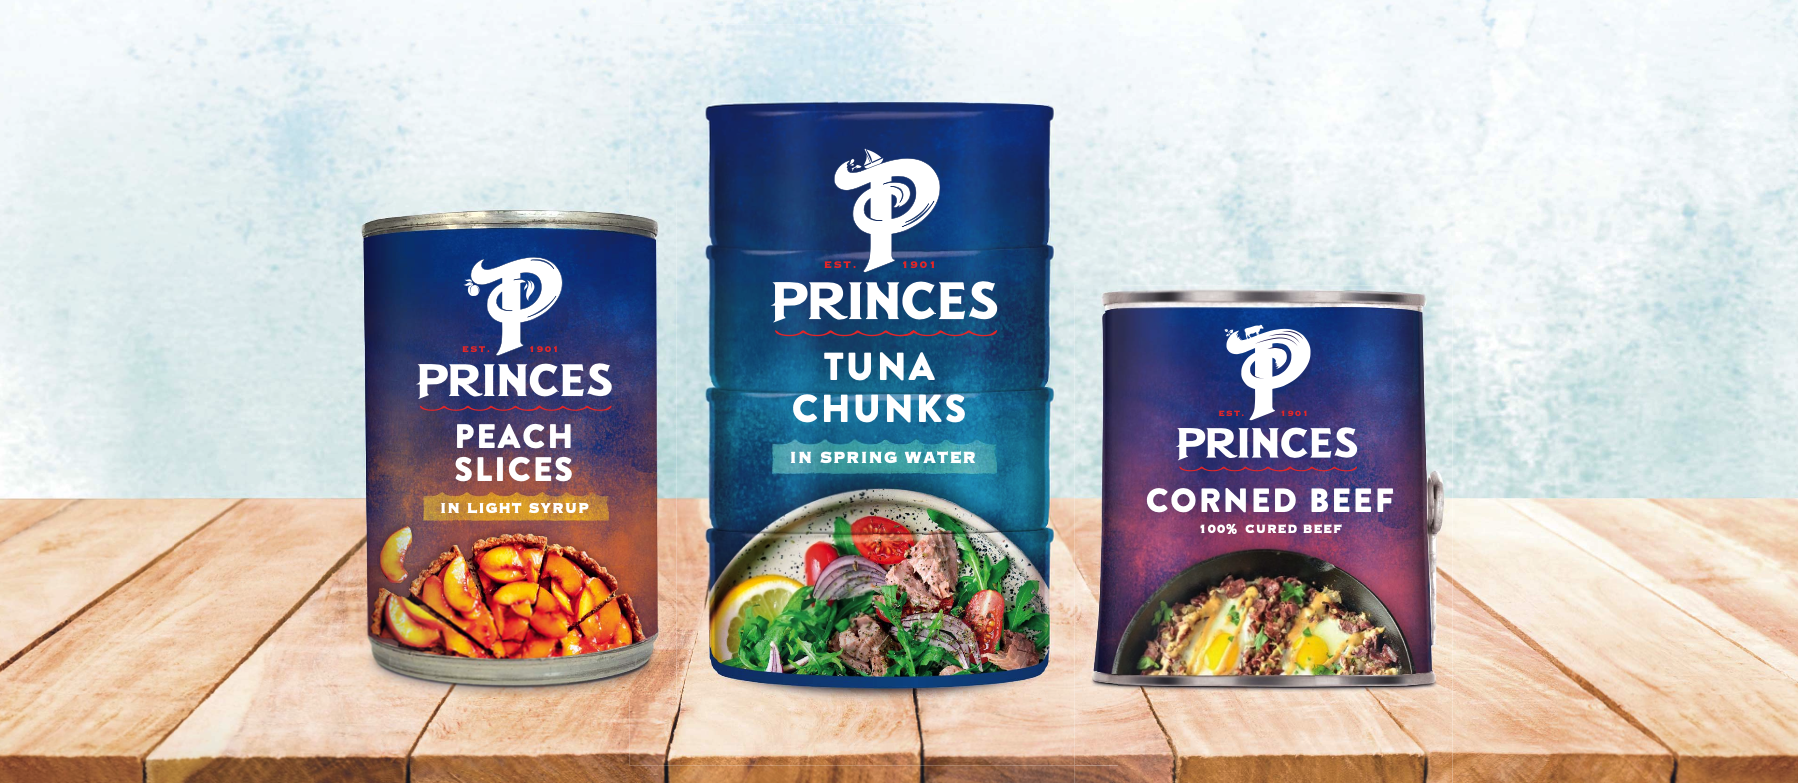 P
EST. 1901
PRINCES
PEACH
SLICES
IN LIGHT SYRUP
P
EST. 1901
PRINCES
TUNA
CHUNKS
IN SPRING WATER
P
EST. 1901
PRINCES
CORNED BEEF
100% CURED BEEF